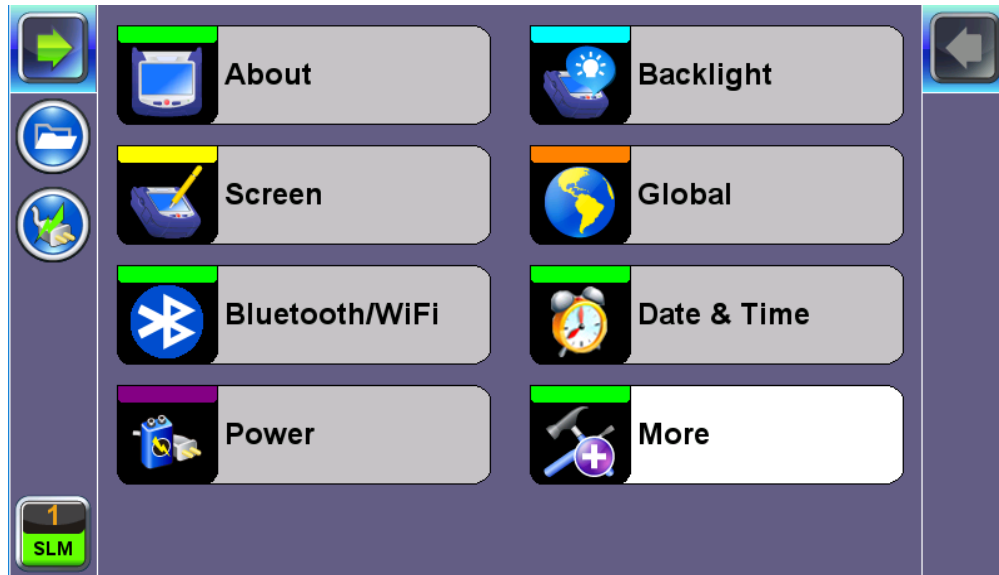 About
Backlight
Screen
Global
Bluetooth/WiFi
Date & Time
Power
More
1
SLM